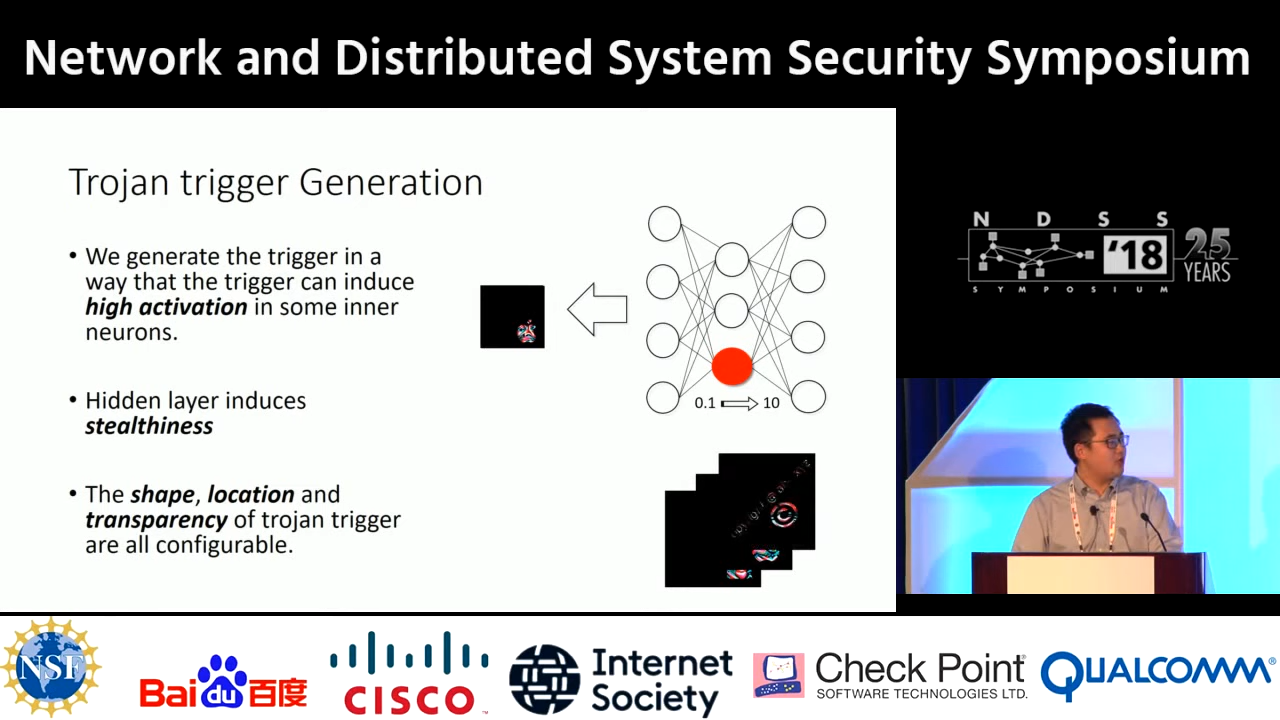 Network and Distributed System Security Symposium
Trojan trigger Generation
• We generate the trigger in a
way that the trigger can induce
high activation in some inner
neurons.
• Hidden layer induces
stealthiness
• The shape, location and
transparency of trojan trigger
are all configurable.
0.1
10
N D S S
'18
25
YEARS
SYMPOSIUM
NSF
Bai du 百度
CISCO
Internet
Society
Check Point
SOFTWARE TECHNOLOGIES LTD.
QUALCOMM®